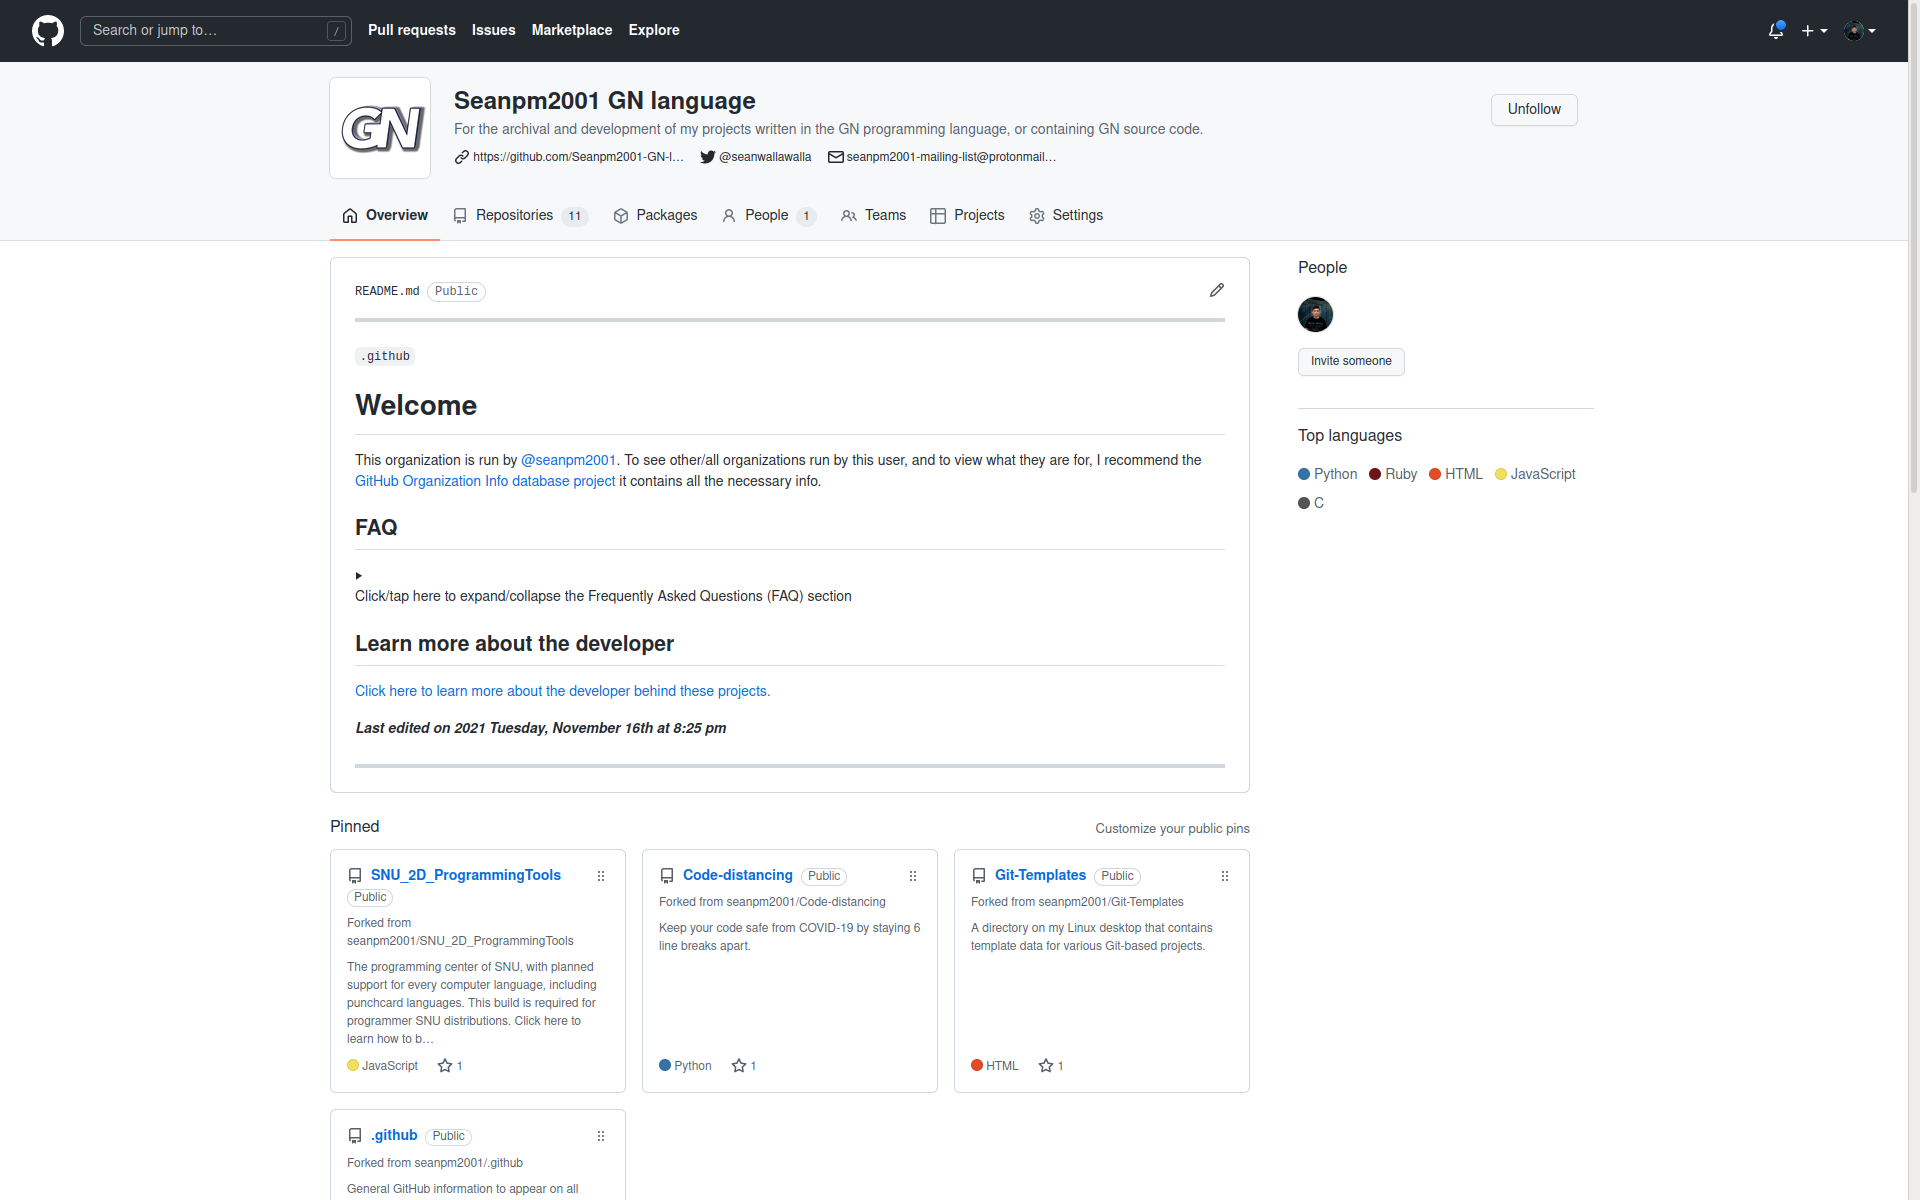 Search or jump to… /
Pull requests Issues Marketplace Explore
GN
Seanpm2001 GN language
For the archival and development of my projects written in the GN programming language, or containing GN source code.
https://github.com/Seanpm2001-GN-l… @seanwallawalla seanpm2001-mailing-list@protonmail…
Unfollow
Overview Repositories 11 Packages People 1 Teams Projects Settings
README.md Public
.github
Welcome
This organization is run by @seanpm2001. To see other/all organizations run by this user, and to view what they are for, I recommend the
GitHub Organization Info database project it contains all the necessary info.
FAQ
Click/tap here to expand/collapse the Frequently Asked Questions (FAQ) section
Learn more about the developer
Click here to learn more about the developer behind these projects.
Last edited on 2021 Tuesday, November 16th at 8:25 pm
People
Invite someone
Top languages
Python Ruby HTML JavaScript
C
Pinned
Customize your public pins
SNU_2D_ProgrammingTools
Public
Forked from
seanpm2001/SNU_2D_ProgrammingTools
The programming center of SNU, with planned
support for every computer language, including
punchcard languages. This build is required for
programmer SNU distributions. Click here to
learn how to b…
JavaScript 1
Code-distancing Public
Forked from seanpm2001/Code-distancing
Keep your code safe from COVID-19 by staying 6
line breaks apart.
Python 1
Git-Templates Public
Forked from seanpm2001/Git-Templates
A directory on my Linux desktop that contains
template data for various Git-based projects.
HTML 1
.github Public
Forked from seanpm2001/.github
General GitHub information to appear on all